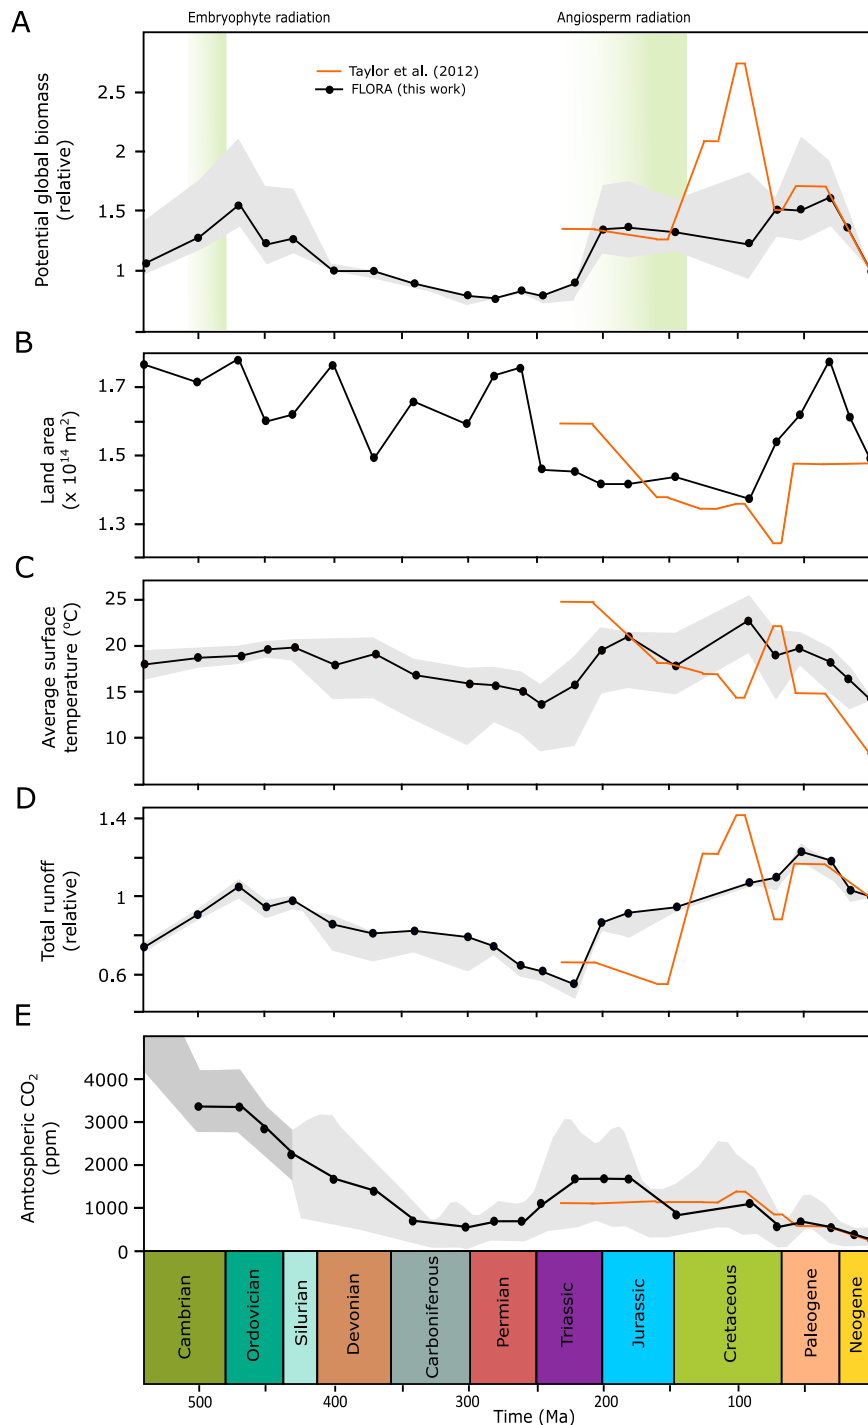 Embryophyte radiation
Angiosperm radiation
A
Taylor et al. (2012)
FLORA (this work)
Potential global biomass
(relative)
2.5
2
1.5
1
B
Land area
(x 10¹⁴ m²)
1.7
1.5
1.3
C
Average surface
temperature (°C)
25
20
15
10
D
Total runoff
(relative)
1.4
1
0.6
E
Amtospheric CO₂
(ppm)
4000
3000
2000
1000
0
Cambrian
Ordovician
Silurian
Devonian
Carboniferous
Permian
Triassic
Jurassic
Cretaceous
Paleogene
Neogene
500
400
300
200
100
Time (Ma)